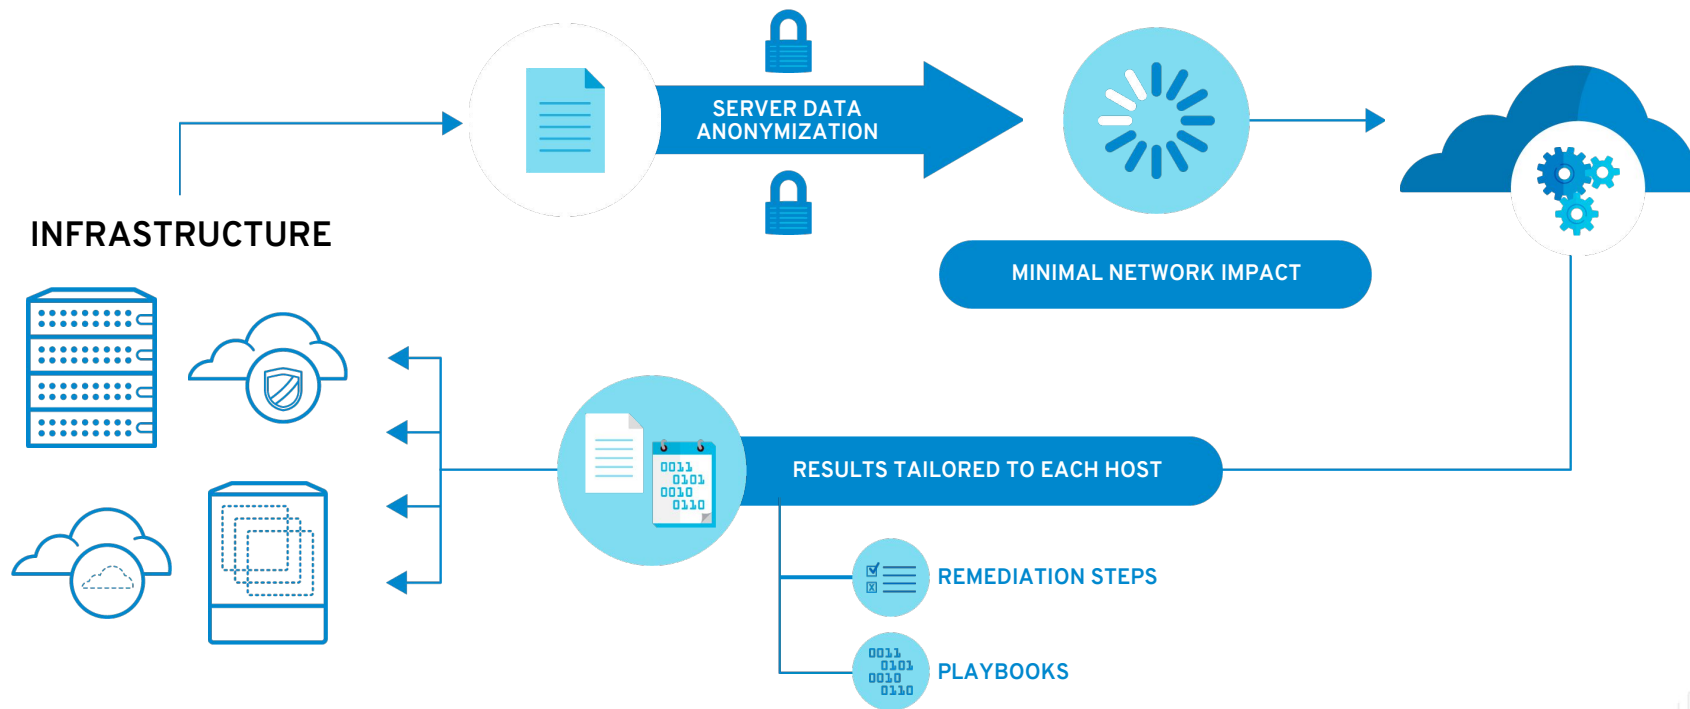 SERVER DATA
ANONYMIZATION
INFRASTRUCTURE
MINIMAL NETWORK IMPACT
0011
0101
0010
0110
RESULTS TAILORED TO EACH HOST
REMEDIATION STEPS
0011
0101
0010
0110
PLAYBOOKS